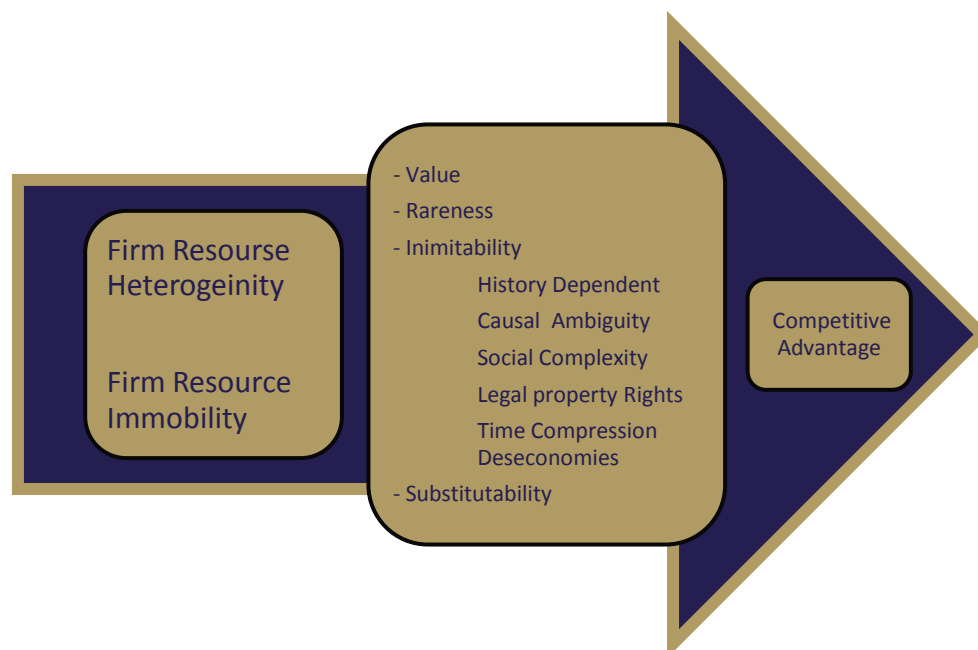 Firm Resourse
Heterogeinity
Firm Resource
Immobility
- Value
- Rareness
- Inimitability
History Dependent
Causal Ambiguity
Social Complexity
Legal property Rights
Time Compression
Deseconomies
- Substitutability
Competitive
Advantage